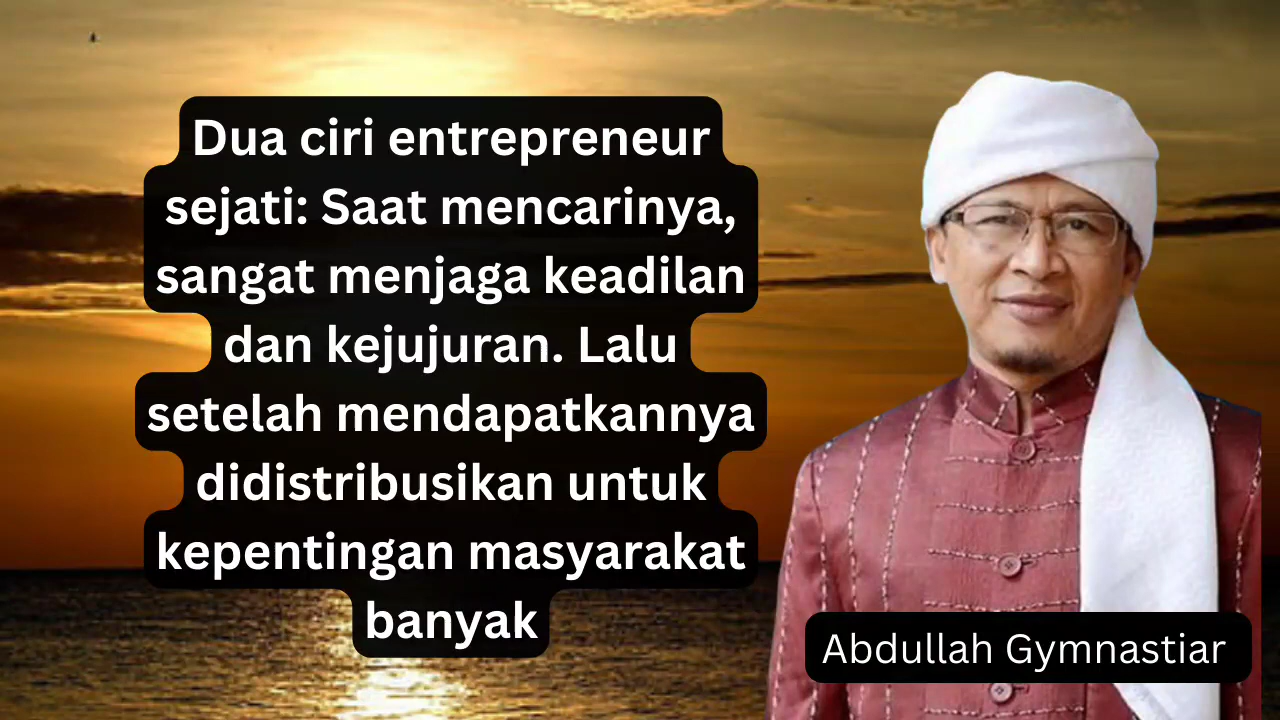 Dua ciri entrepreneur
sejati: Saat mencarinya,
sangat menjaga keadilan
dan kejujuran. Lalu
setelah mendapatkannya
didistribusikan untuk
kepentingan masyarakat
banyak
Abdullah Gymnastiar